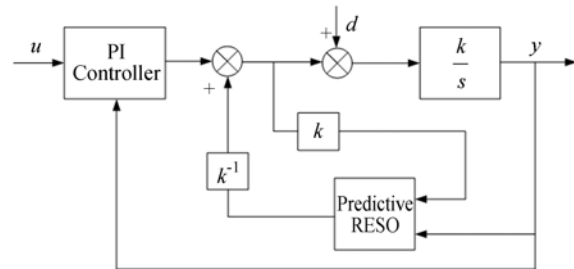 u
PI
Controller
+
+
d
k
s
y
k
k-1
Predictive
RESO